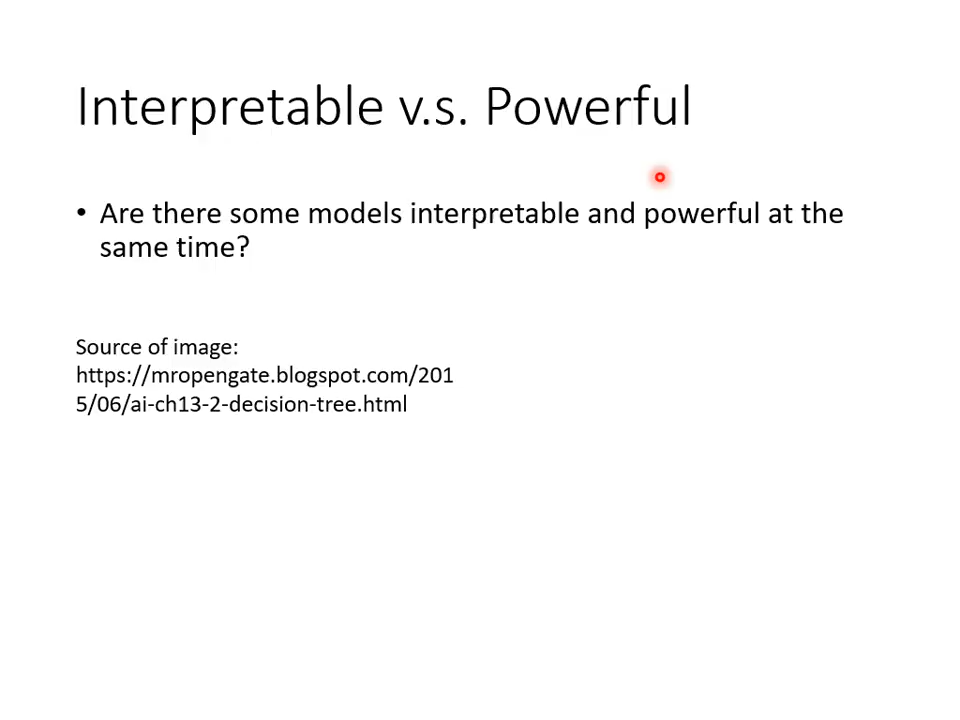 Interpretable v.s. Powerful
• Are there some models interpretable and powerful at the
same time?
Source of image:
https://mropengate.blogspot.com/201
5/06/ai-ch13-2-decision-tree.html